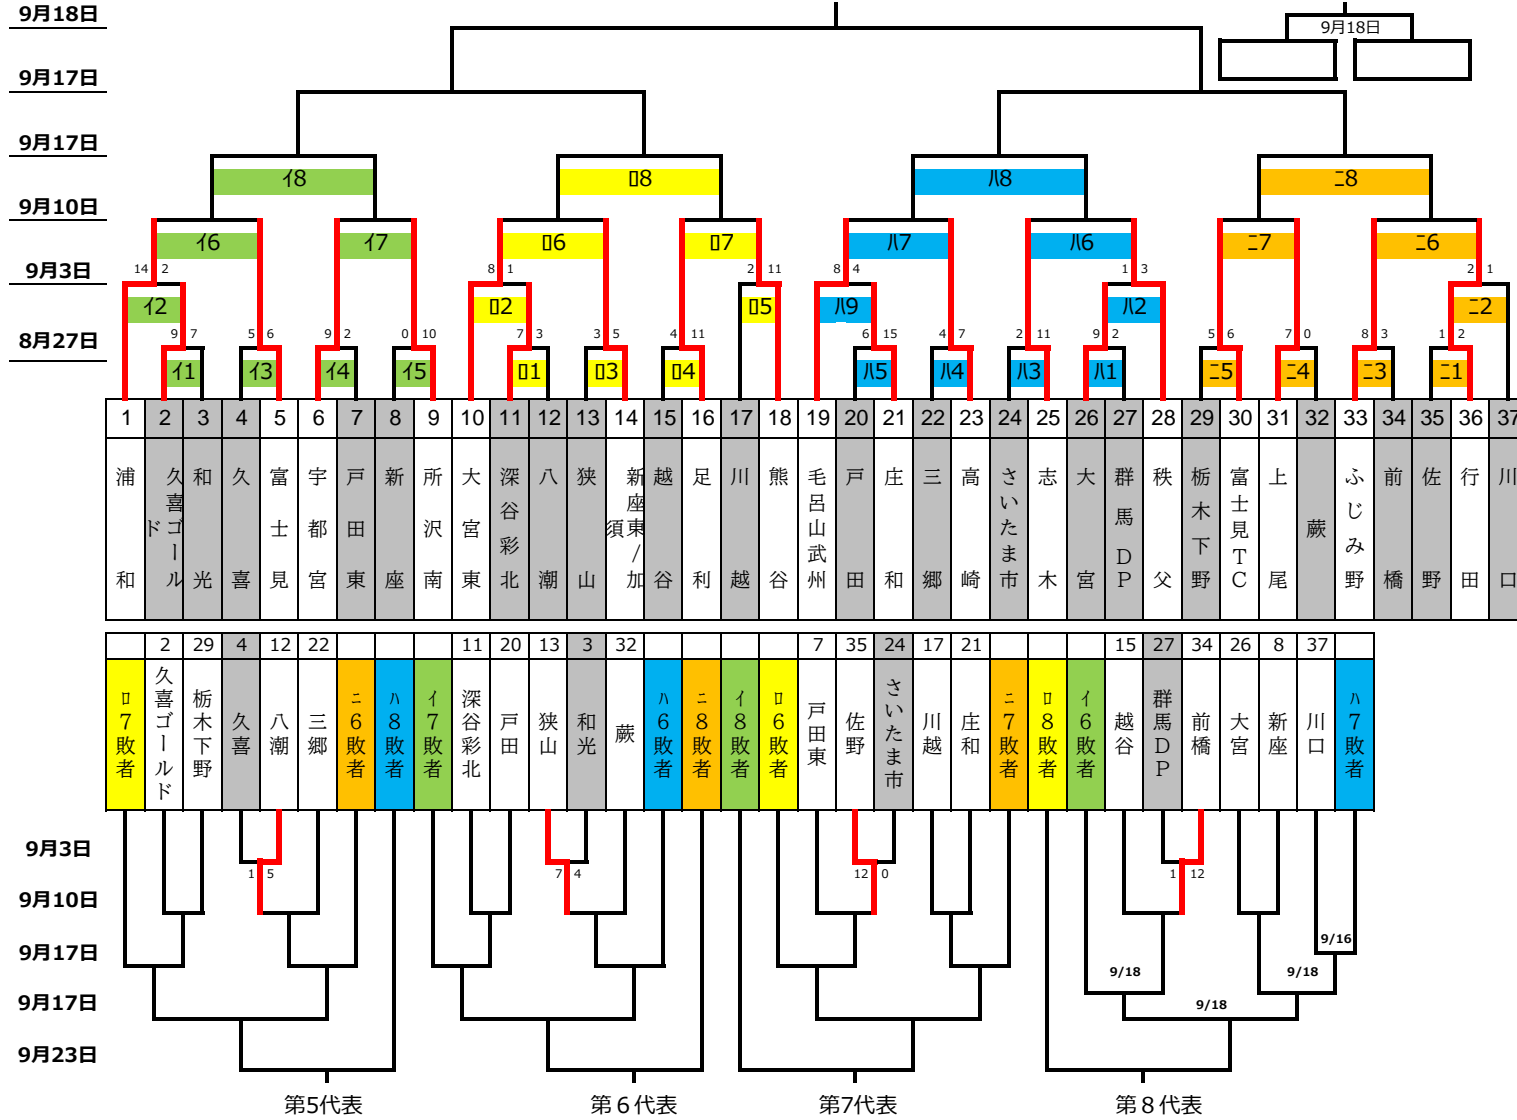 9月18日
9月18日
9月17日
9月17日
ｲ8 ﾛ8 ﾊ8 ﾆ8
9月10日
ｲ6 ｲ7 ﾛ6 ﾛ7 ﾊ7 ﾊ6 ﾆ7 ﾆ6
9月3日
14 2 8 1 2 11 8 4 1 3 2 1
ｲ2 ﾛ2 ﾛ5 ﾊ9 ﾊ2 ﾆ2
8月27日
9 7 5 6 9 2 0 10 7 3 3 5 4 11 6 15 4 7 2 11 9 2 5 6 7 0 8 3 1 2
ｲ1 ｲ3 ｲ4 ｲ5 ﾛ1 ﾛ3 ﾛ4 ﾊ5 ﾊ4 ﾊ3 ﾊ1 ﾆ5 ﾆ4 ﾆ3 ﾆ1
1 2 3 4 5 6 7 8 9 10 11 12 13 14 15 16 17 18 19 20 21 22 23 24 25 26 27 28 29 30 31 32 33 34 35 36 37
浦和
久喜ゴールド
和光
久喜
富士見
宇都宮
戸田東
新座
所沢南
大宮東
深谷彩北
八潮
狭山
新座東/加須
越谷
足利
川越
熊谷
毛呂山武州
戸田
庄和
三郷
高崎
さいたま市
志木
大宮
群馬ＤＰ
秩父
栃木下野
富士見TC
上尾
蕨
ふじみ野
前橋
佐野
行田
川口
2 29 4 12 22 11 20 13 3 32 7 35 24 17 21 15 27 34 26 8 37
ﾛ7敗者
久喜ゴールド
栃木下野
久喜
八潮
三郷
ﾆ6敗者
ﾊ8敗者
ｲ7敗者
深谷彩北
戸田
狭山
和光
蕨
ﾊ6敗者
ﾆ8敗者
ｲ8敗者
ﾛ6敗者
戸田東
佐野
さいたま市
川越
庄和
ﾆ7敗者
ﾛ8敗者
ｲ6敗者
越谷
群馬ＤＰ
前橋
大宮
新座
川口
ﾊ7敗者
9月3日
1 5 7 4 12 0 1 12
9月10日
9/16
9月17日
9/18 9/18
9月17日
9/18
9月23日
第5代表 第６代表 第7代表 第８代表